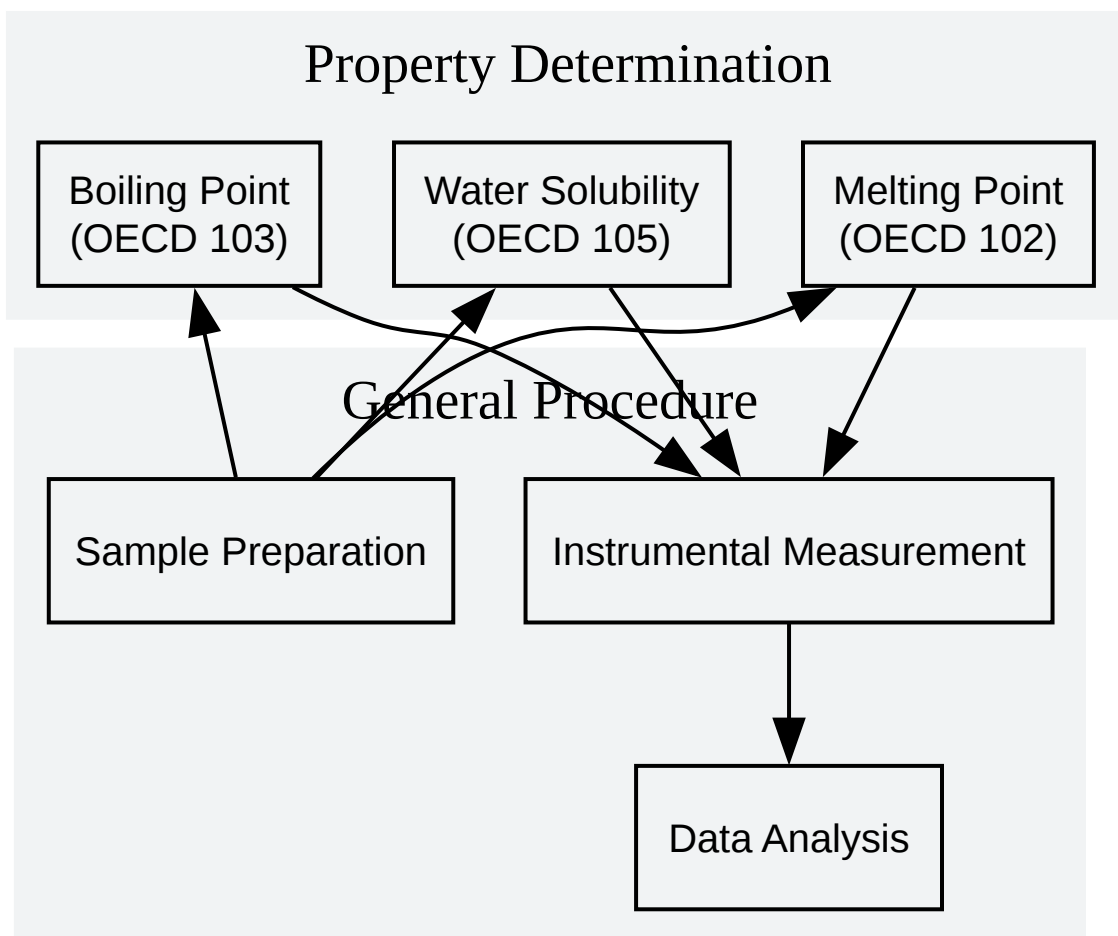 Property Determination
Boiling Point
(OECD 103)
Water Solubility
(OECD 105)
Melting Point
(OECD 102)
General Procedure
Sample Preparation
Instrumental Measurement
Data Analysis